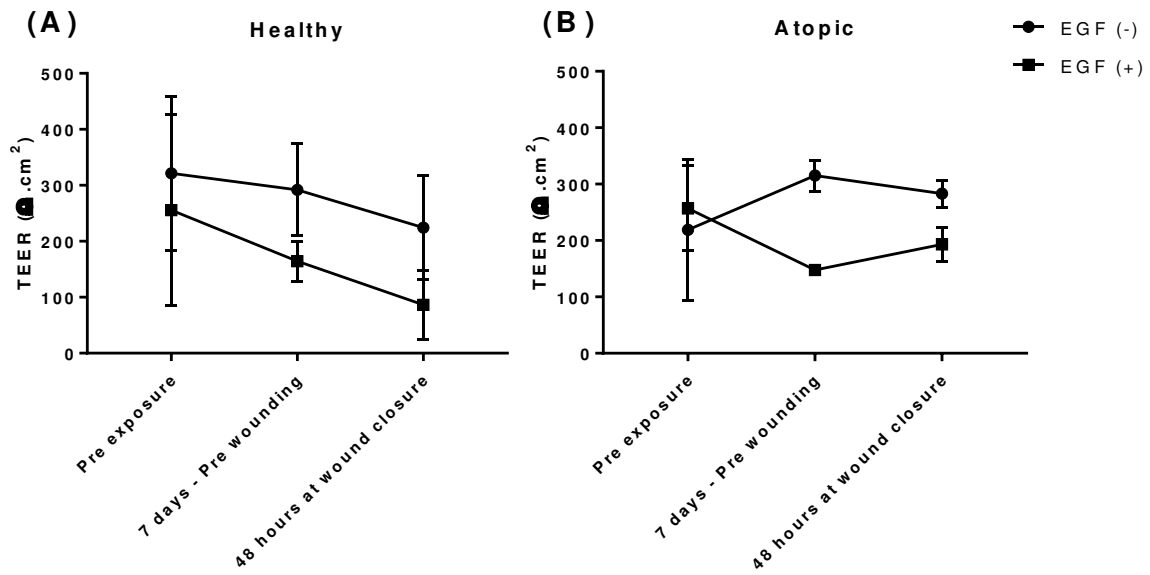 (A)
Healthy
500
400
300
200
100
0
TEER (Ω.cm²)
Pre exposure
7 days - Pre wounding
48 hours at wound closure
(B)
Atopic
500
400
300
200
100
0
TEER (Ω.cm²)
Pre exposure
7 days - Pre wounding
48 hours at wound closure
EGF (-)
EGF (+)